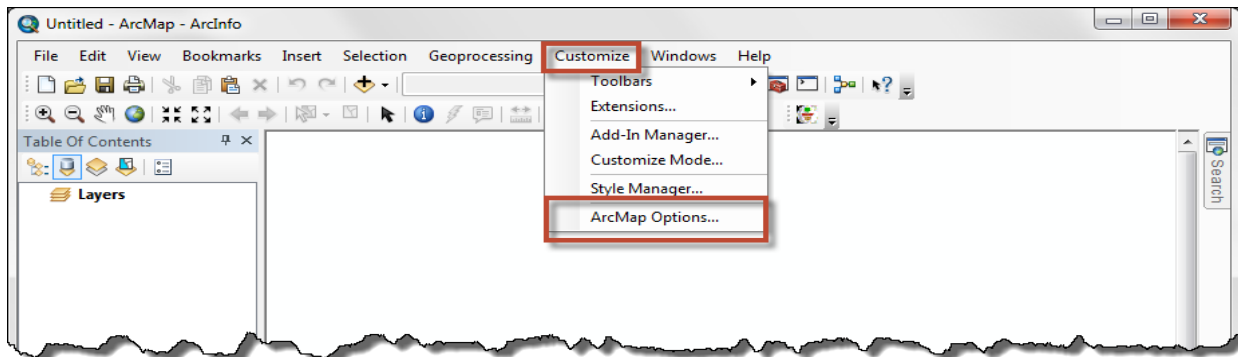 Untitled - ArcMap - ArcInfo
File Edit View Bookmarks Insert Selection Geoprocessing Customize Windows Help
Toolbars
Extensions...
Add-In Manager...
Customize Mode...
Style Manager...
ArcMap Options...
Table Of Contents
Layers
Search